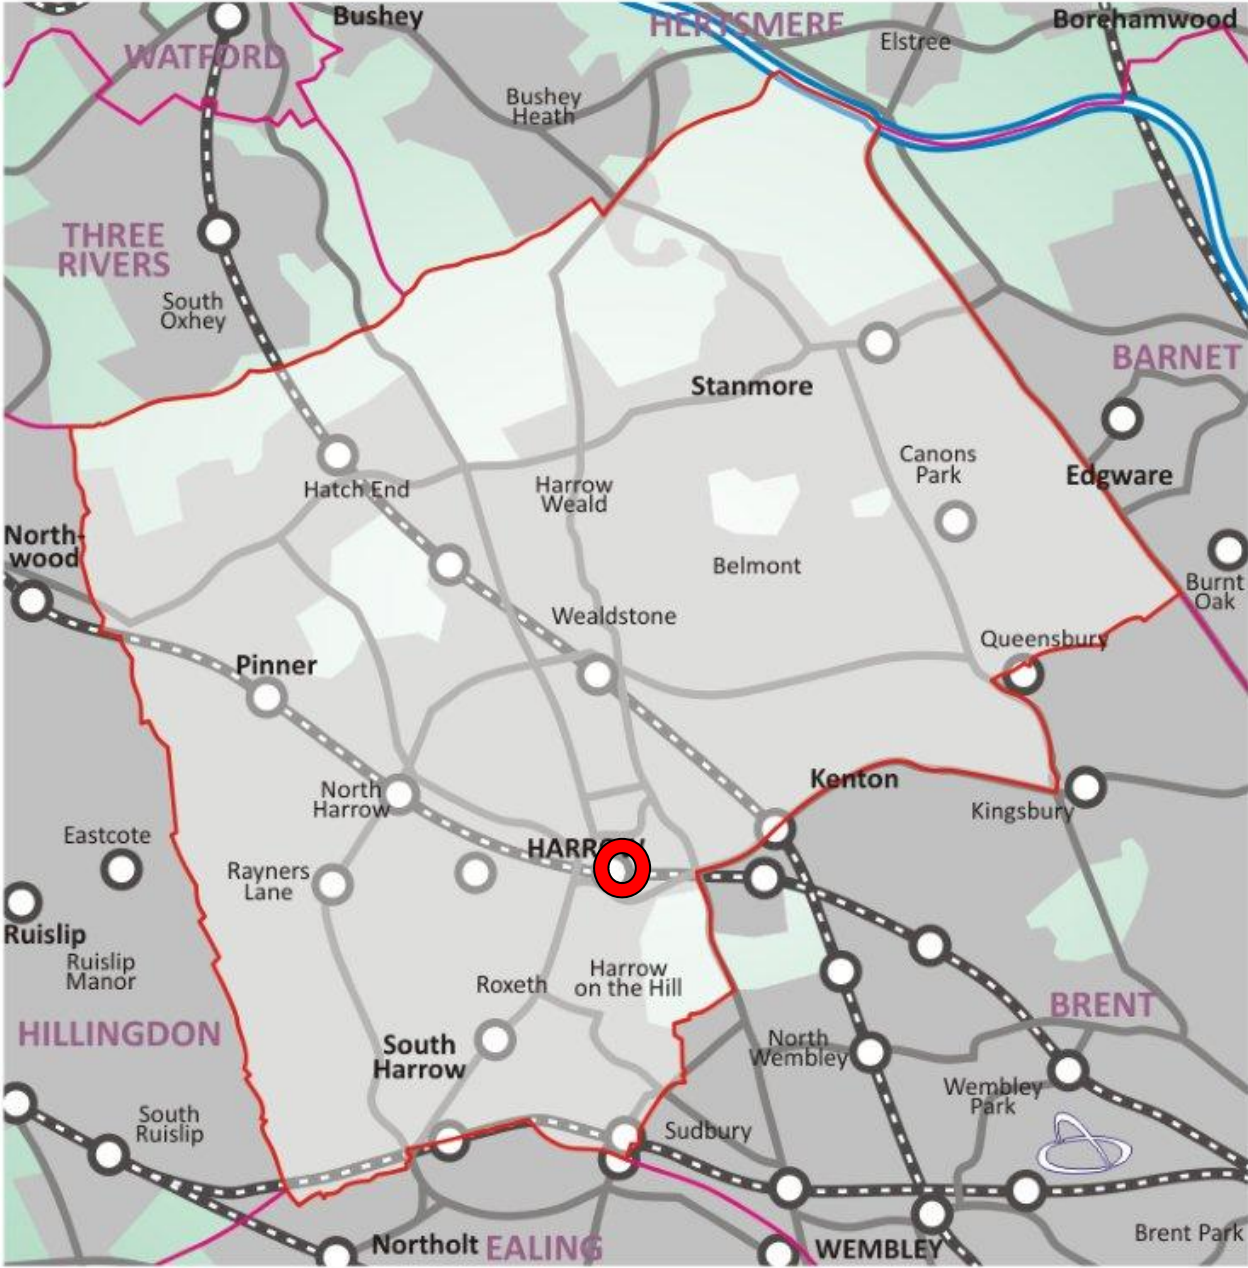 Bushey
HERTSMERE
Borehamwood
Elstree
WATFORD
Bushey
Heath
THREE
RIVERS
South
Oxhey
BARNET
Stanmore
Canons
Park
Edgware
Hatch End
Harrow
Weald
North-
wood
Belmont
Burnt
Oak
Wealdstone
Queensbury
Pinner
Kenton
North
Harrow
Kingsbury
Eastcote
HARROW
Rayners
Lane
Ruislip
Ruislip
Manor
Harrow
on the Hill
Roxeth
BRENT
HILLINGDON
South
Harrow
North
Wembley
Wembley
Park
South
Ruislip
Sudbury
Northolt
EALING
WEMBLEY
Brent Park